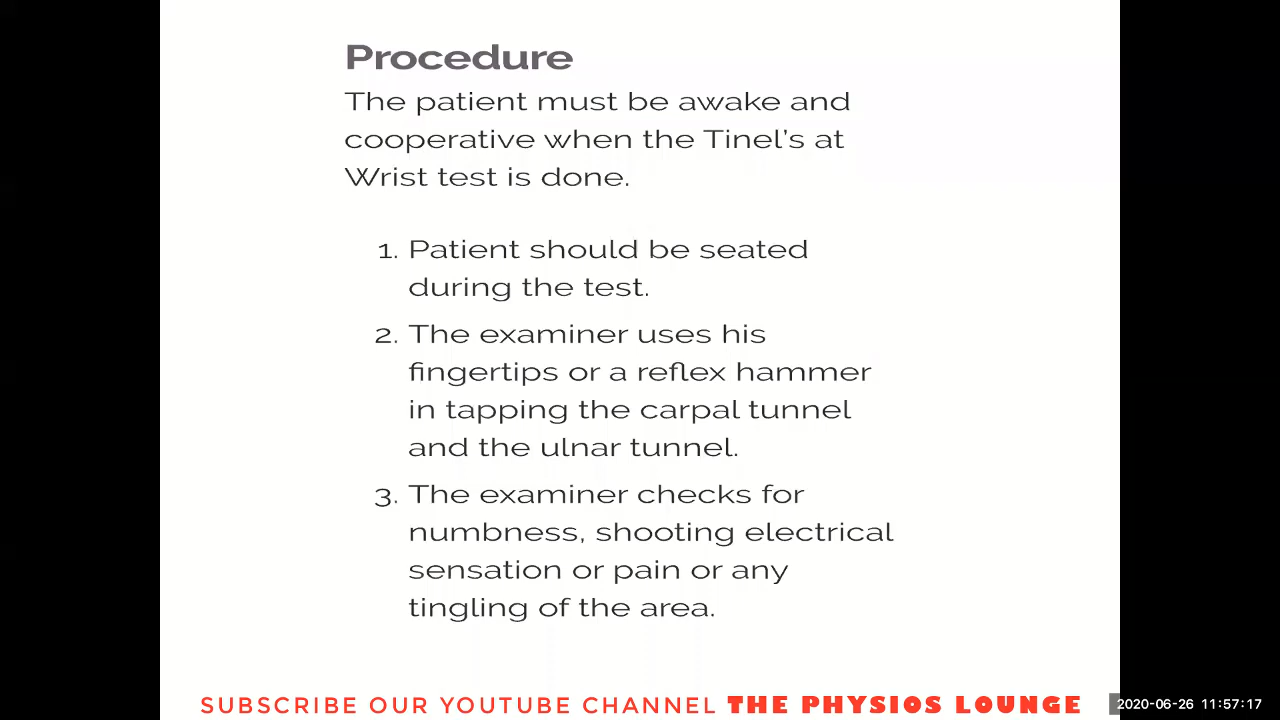 Procedure
The patient must be awake and
cooperative when the Tinel's at
Wrist test is done.
1. Patient should be seated
during the test.
2. The examiner uses his
fingertips or a reflex hammer
in tapping the carpal tunnel
and the ulnar tunnel.
3. The examiner checks for
numbness, shooting electrical
sensation or pain or any
tingling of the area.
SUBSCRIBE OUR YOUTUBE CHANNEL THE PHYSIOS LOUNGE
2020-06-26 11:57:17